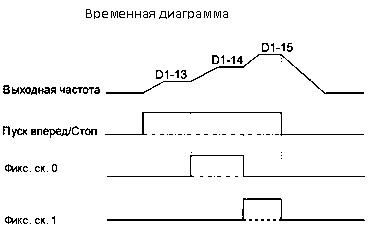 Временная диаграмма
D1-15
D1-14
D1-13
Выходная частота
Пуск вперед/Стоп
Фикс. ск. 0
Фикс. ск. 1